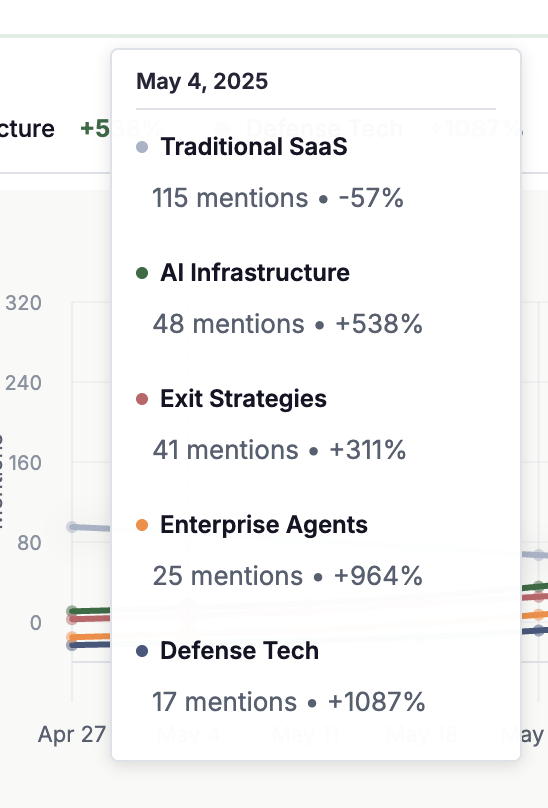 May 4, 2025
cture +538% Defense Tech +1087%
Traditional SaaS
115 mentions • -57%
AI Infrastructure
48 mentions • +538%
Exit Strategies
41 mentions • +311%
Enterprise Agents
25 mentions • +964%
Defense Tech
17 mentions • +1087%
320
240
160
80
0
Mentions
Apr 27 May 4 May 11 May 18 May